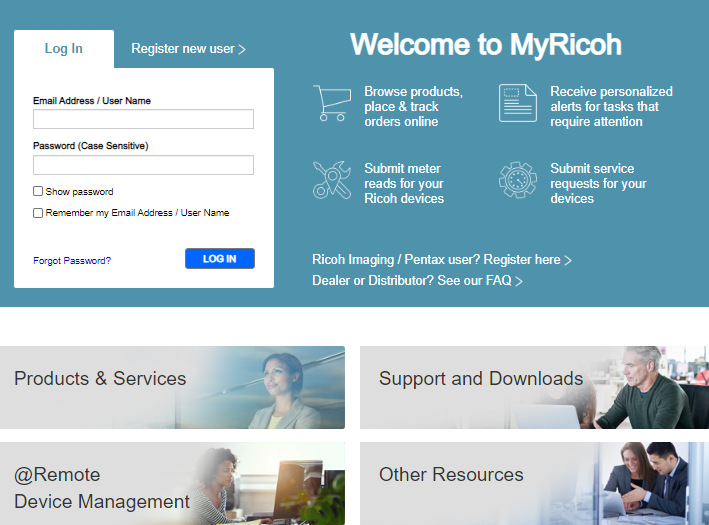 Log In
Register new user >
Email Address / User Name
Password (Case Sensitive)
Show password
Remember my Email Address / User Name
Forgot Password?
LOG IN
Welcome to MyRicoh
Browse products,
place & track
orders online
Receive personalized
alerts for tasks that
require attention
Submit meter
reads for your
Ricoh devices
Submit service
requests for your
devices
Ricoh Imaging / Pentax user? Register here >
Dealer or Distributor? See our FAQ >
Products & Services
Support and Downloads
@Remote
Device Management
Other Resources